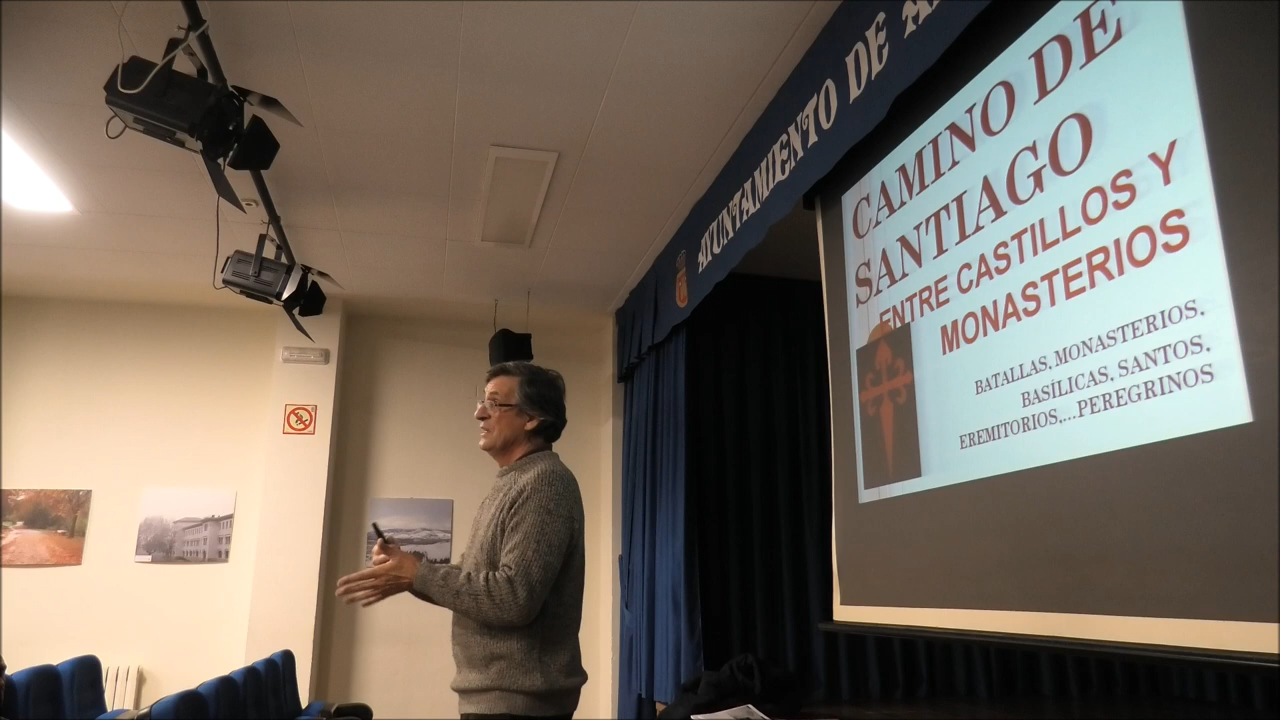 AYUNTAMIENTO DE
CAMINO DE
SANTIAGO
ENTRE CASTILLOS Y
MONASTERIOS
BATALLAS, MONASTERIOS,
BASÍLICAS, SANTOS,
EREMITORIOS,...PEREGRINOS